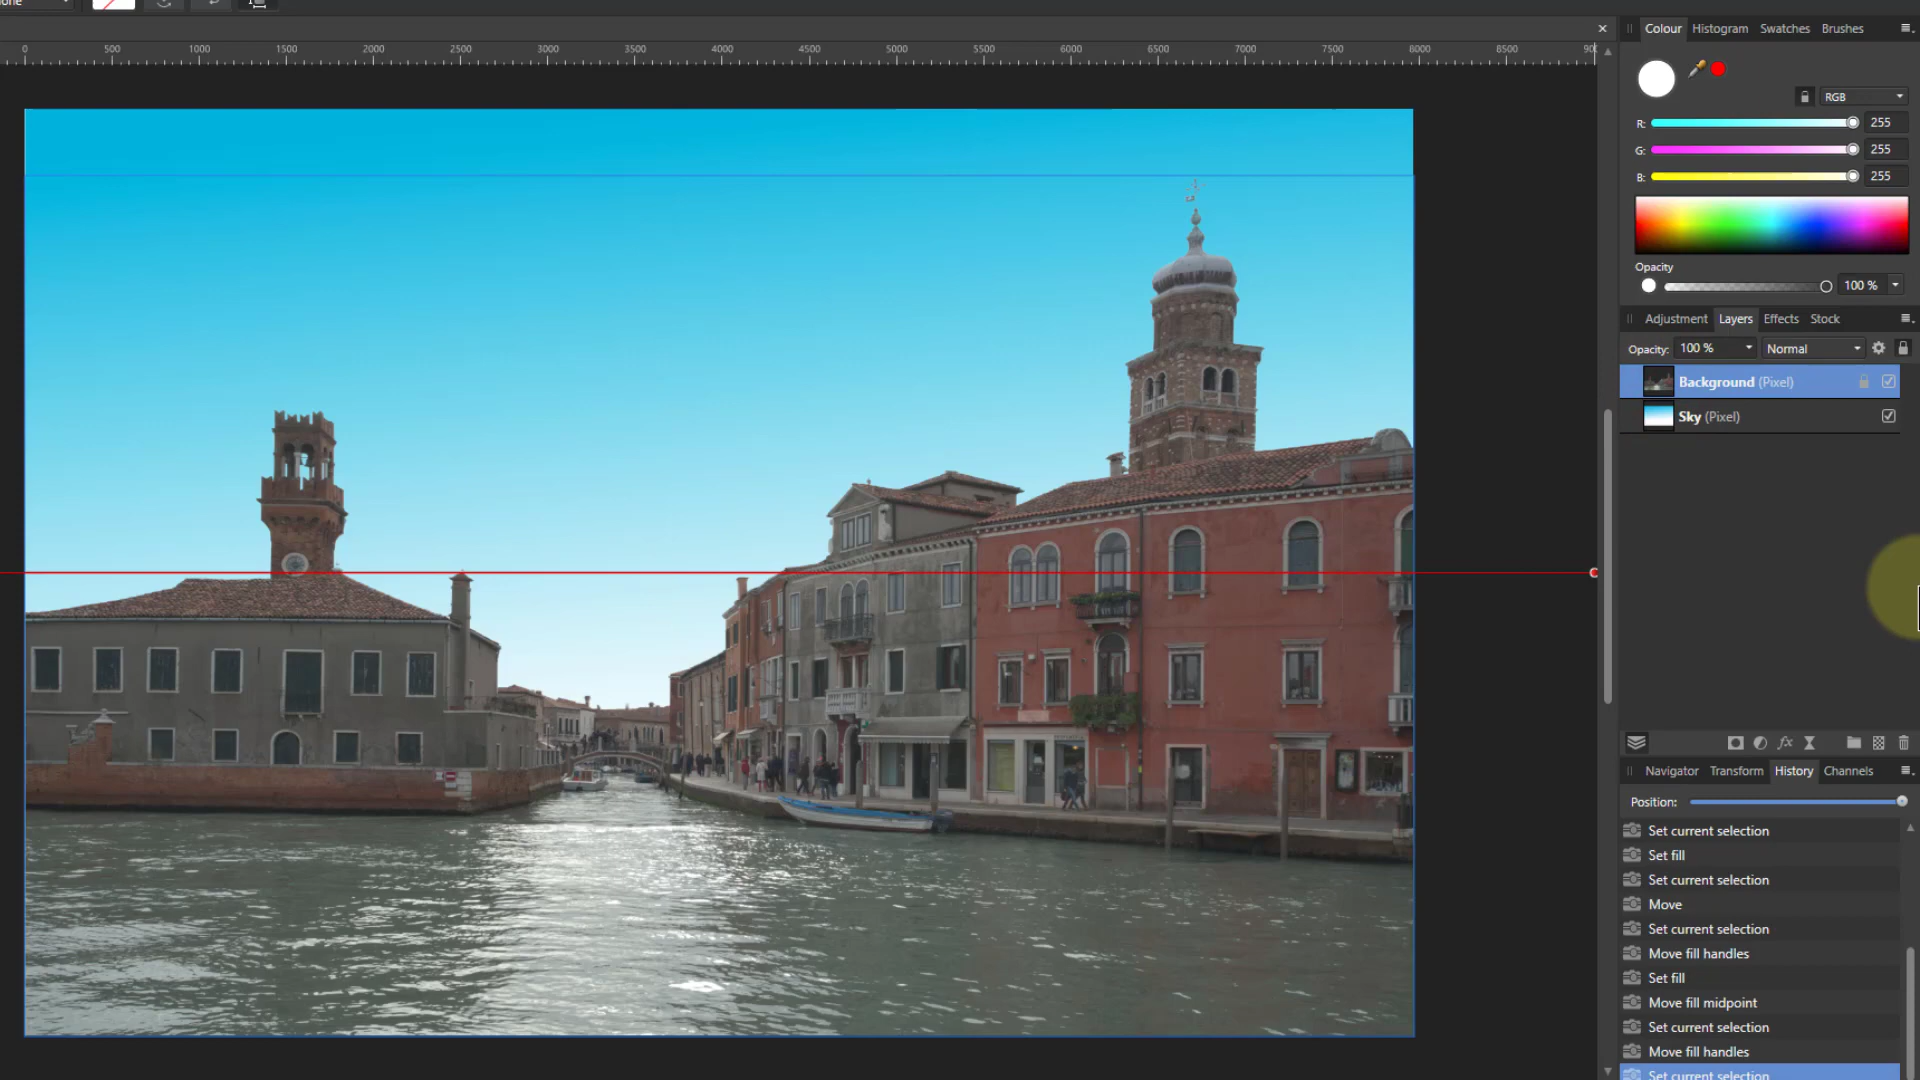 0 500 1000 1500 2000 2500 3000 3500 4000 4500 5000 5500 6000 6500 7000 7500 8000 8500
Colour Histogram Swatches Brushes
RGB
R: 255
G: 255
B: 255
Opacity
100 %
Adjustment Layers Effects Stock
Opacity: 100 % Normal
Background (Pixel)
Sky (Pixel)
fx
Navigator Transform History Channels
Position:
Set current selection
Set fill
Set current selection
Move
Set current selection
Move fill handles
Set fill
Move fill midpoint
Set current selection
Move fill handles
Set current selection